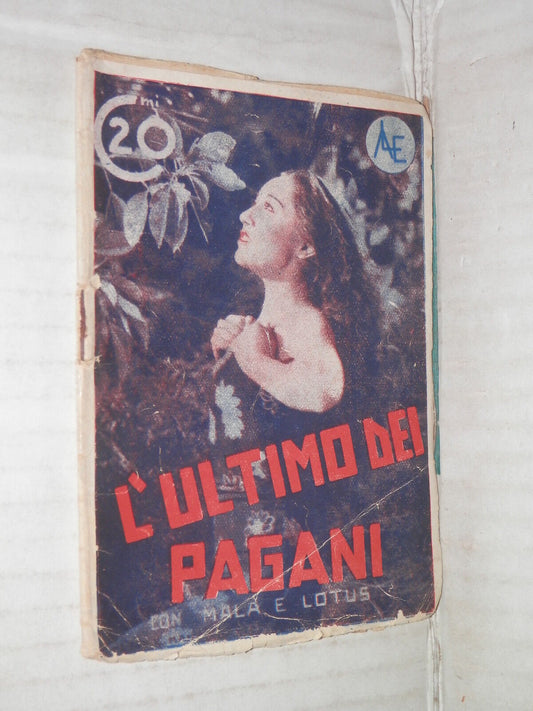 Cmi
20
AE
L'ULTIMO DEI
PAGANI
CON MALA E LOTUS